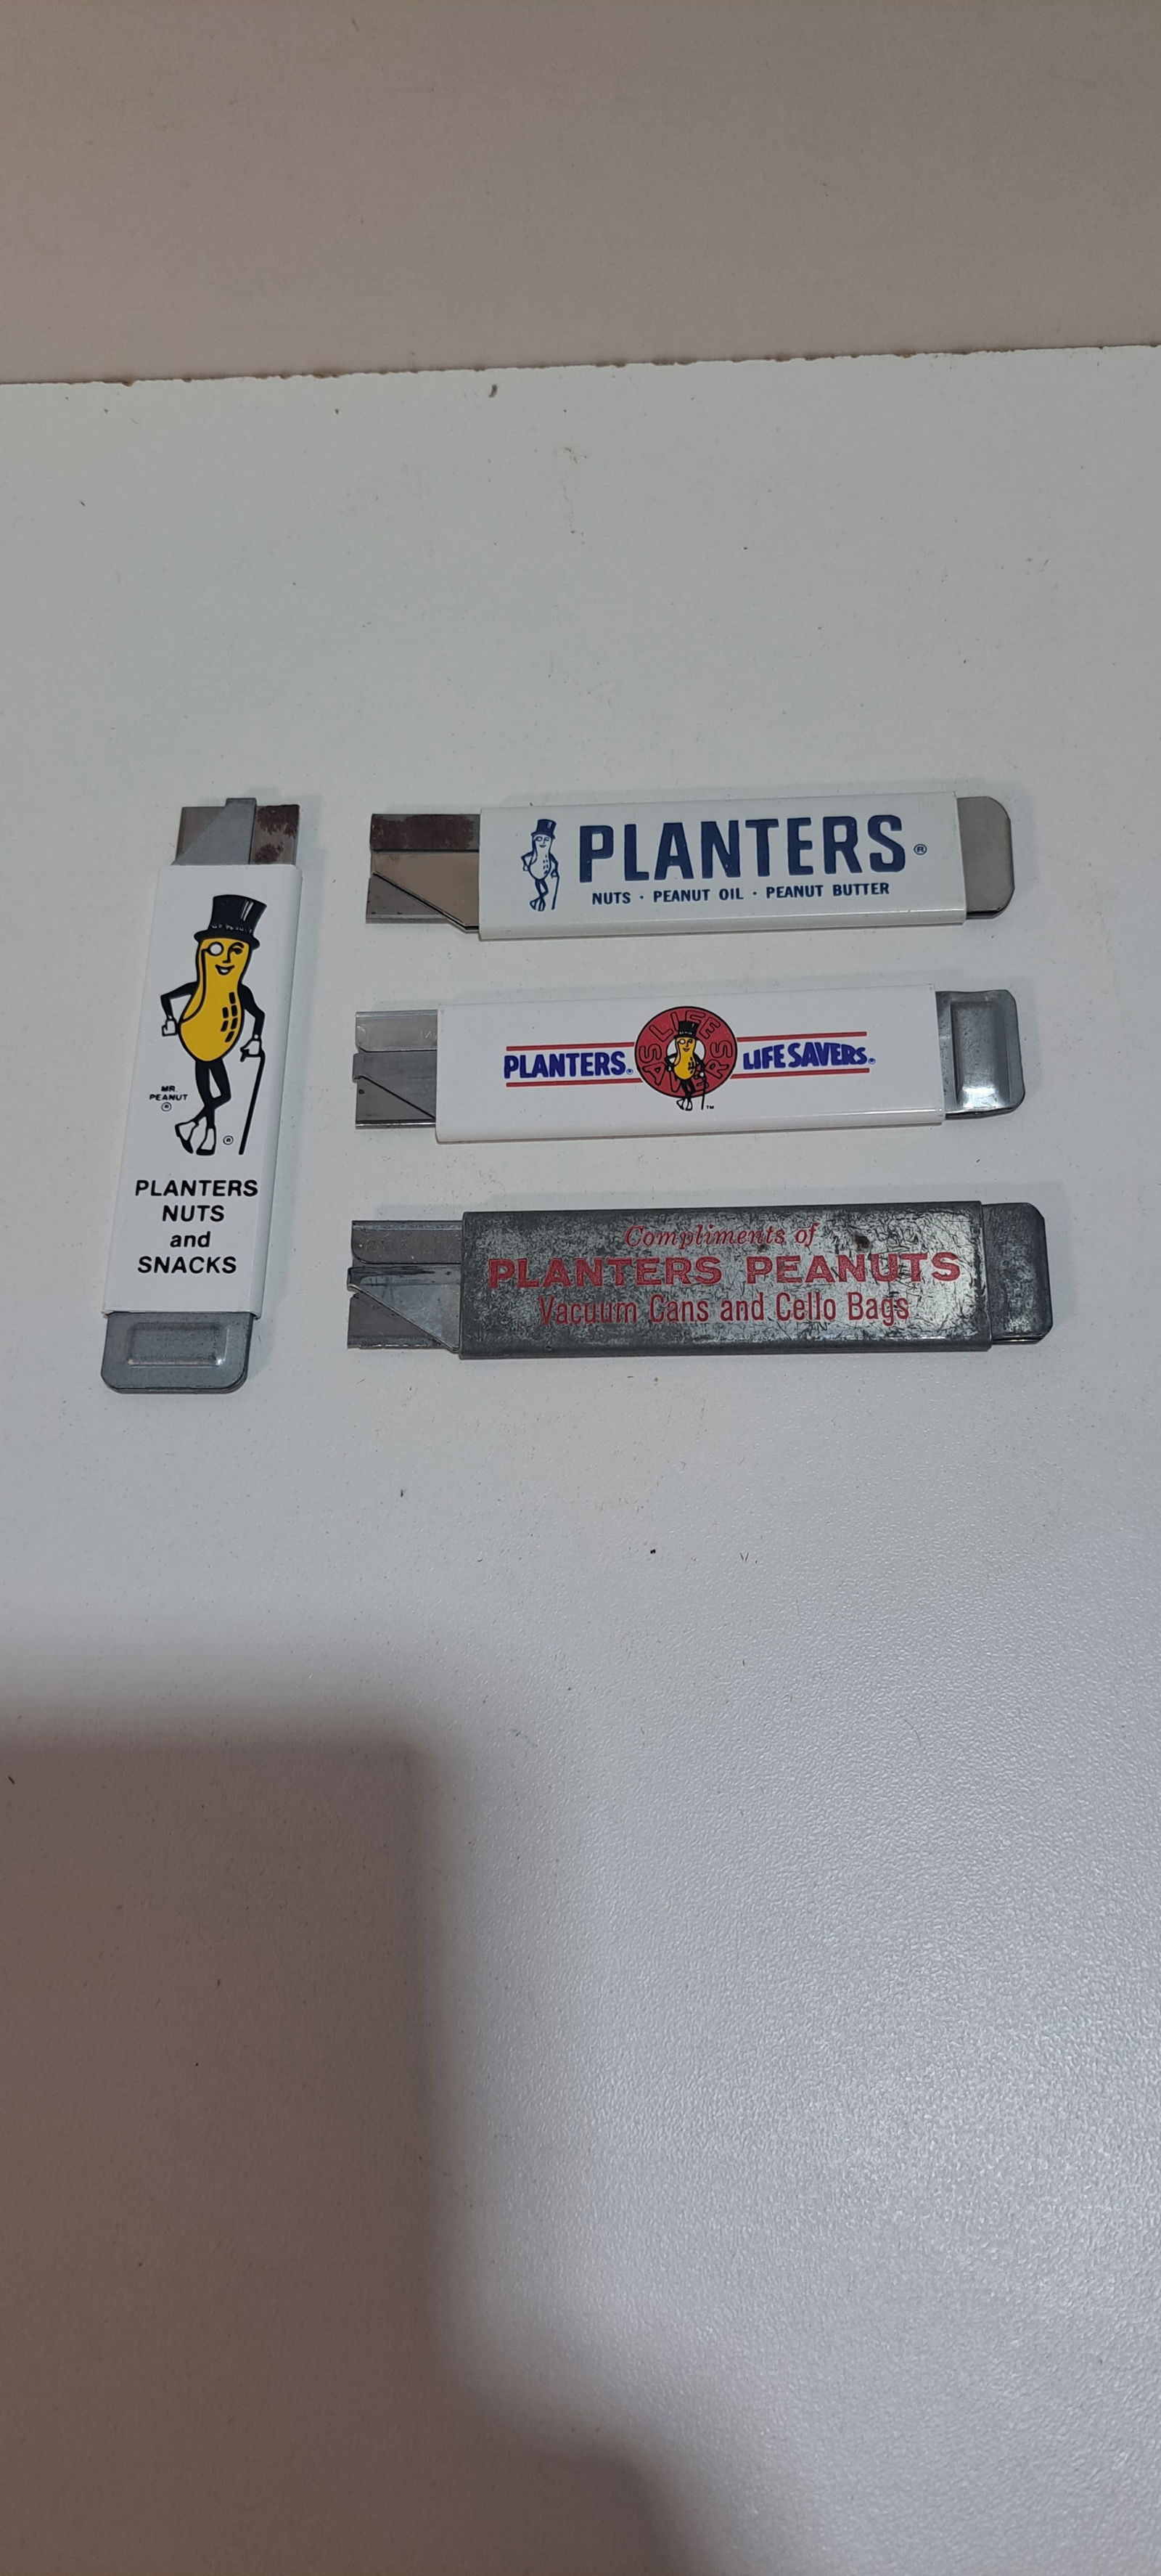 MR
PEANUT
®
®
PLANTERS
NUTS
and
SNACKS
PLANTERS®
NUTS · PEANUT OIL · PEANUT BUTTER
PLANTERS® LIFE SAVERS LIFE SAVERS®
™
Compliments of
PLANTERS PEANUTS
Vacuum Cans and Cello Bags